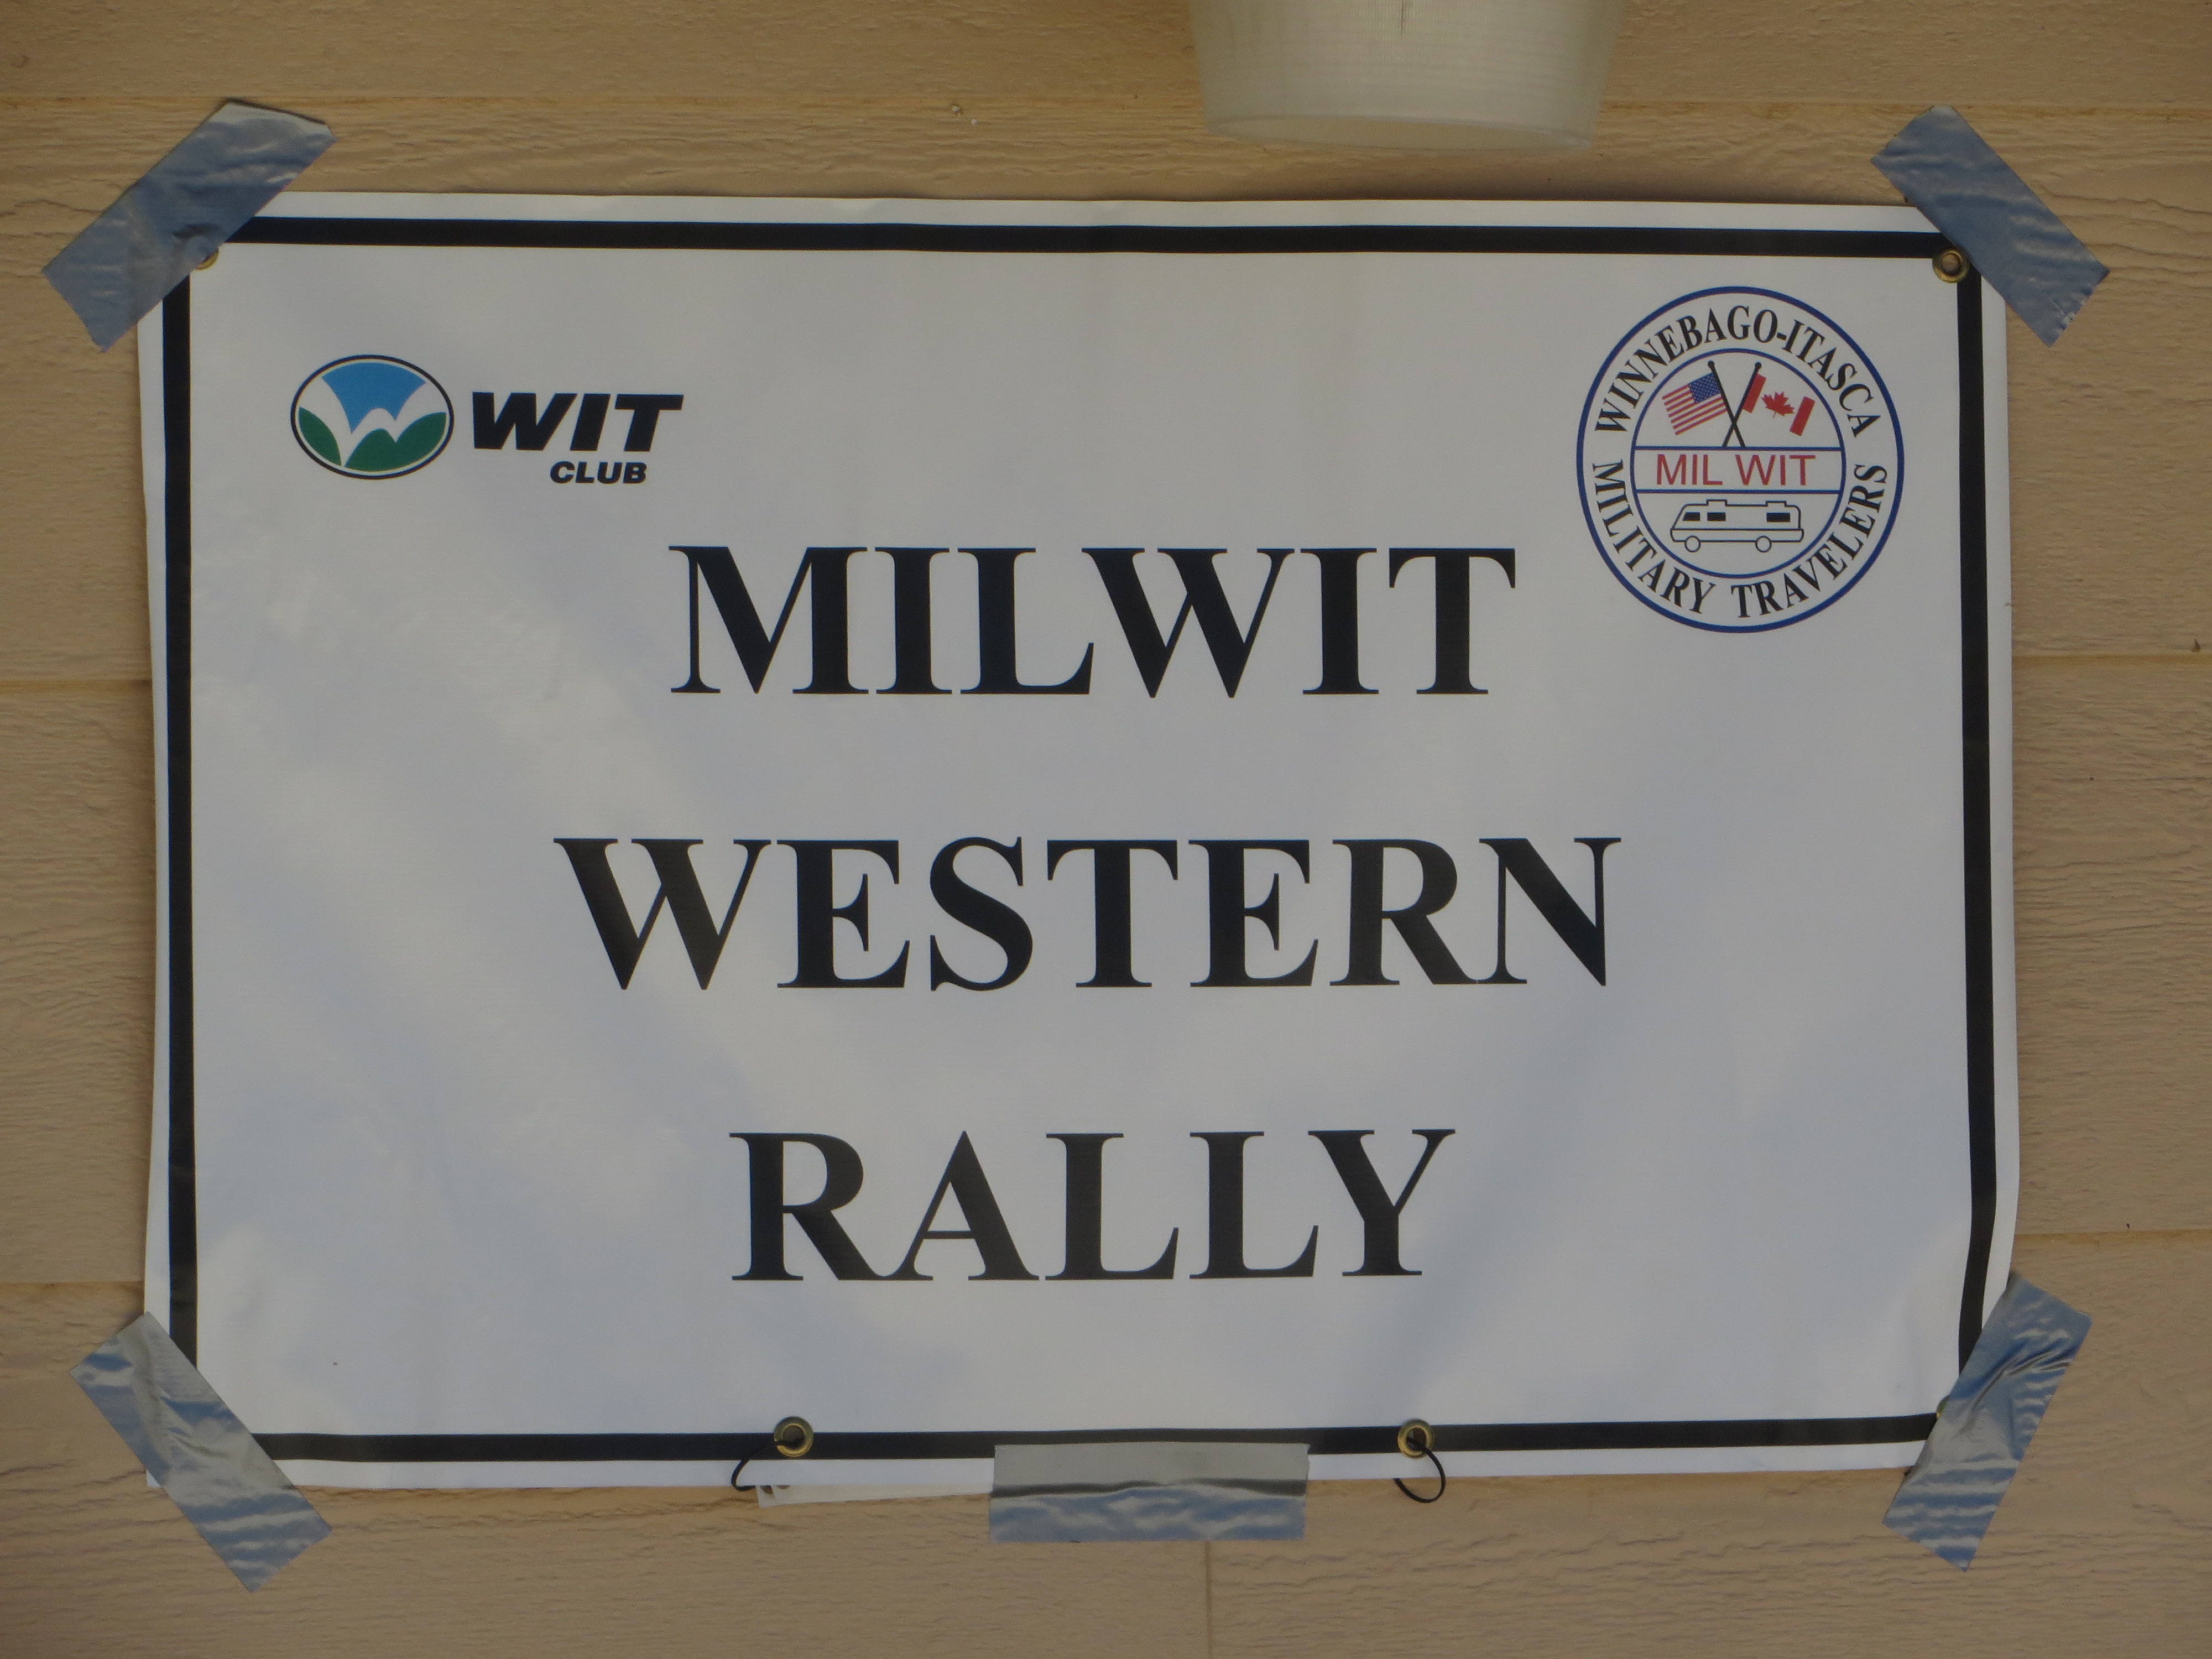 WIT
CLUB
WINNEBAGO-ITASCA
MIL WIT
MILITARY TRAVELERS
MILWIT
WESTERN
RALLY